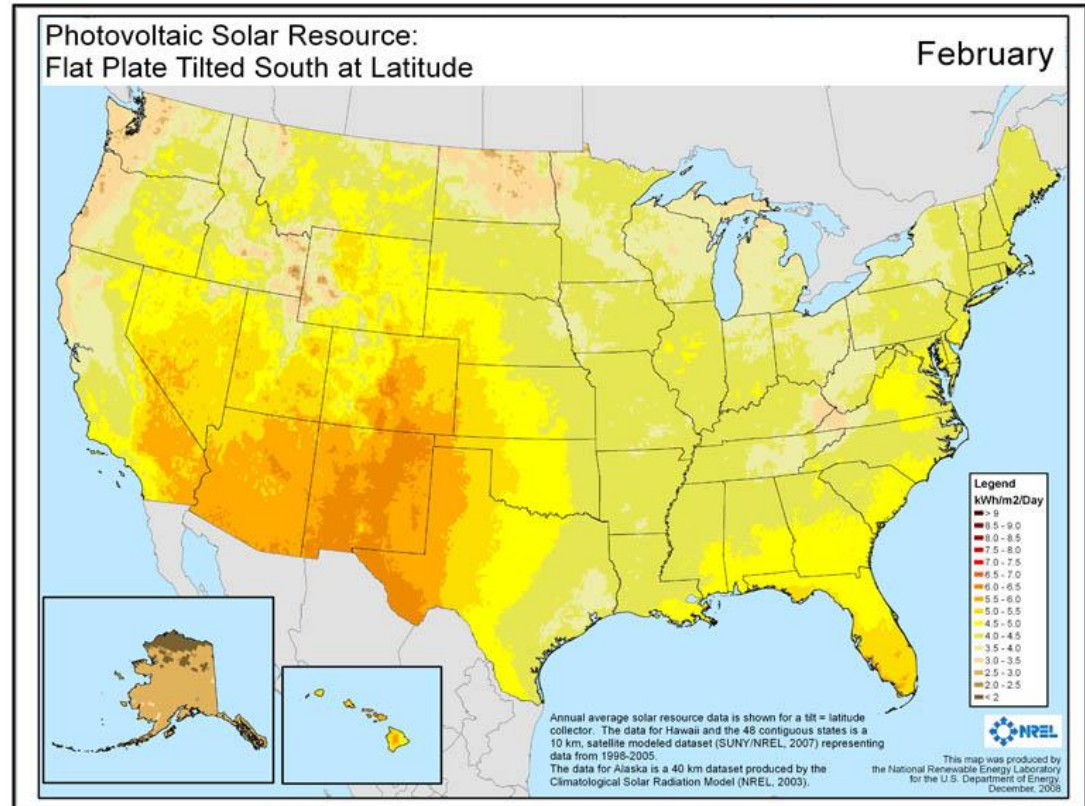 Photovoltaic Solar Resource:
Flat Plate Tilted South at Latitude
February
Legend
kWh/m2/Day
> 9
8.5 - 9.0
8.0 - 8.5
7.5 - 8.0
7.0 - 7.5
6.5 - 7.0
6.0 - 6.5
5.5 - 6.0
5.0 - 5.5
4.5 - 5.0
4.0 - 4.5
3.5 - 4.0
3.0 - 3.5
2.5 - 3.0
2.0 - 2.5
< 2
Annual average solar resource data is shown for a tilt = latitude
collector. The data for Hawaii and the 48 contiguous states is a
10 km, satellite modeled dataset (SUNY/NREL, 2007) representing
data from 1998-2005.
The data for Alaska is a 40 km dataset produced by the
Climatological Solar Radiation Model (NREL, 2003).
NREL
This map was produced by
the National Renewable Energy Laboratory
for the U.S. Department of Energy.
December, 2008